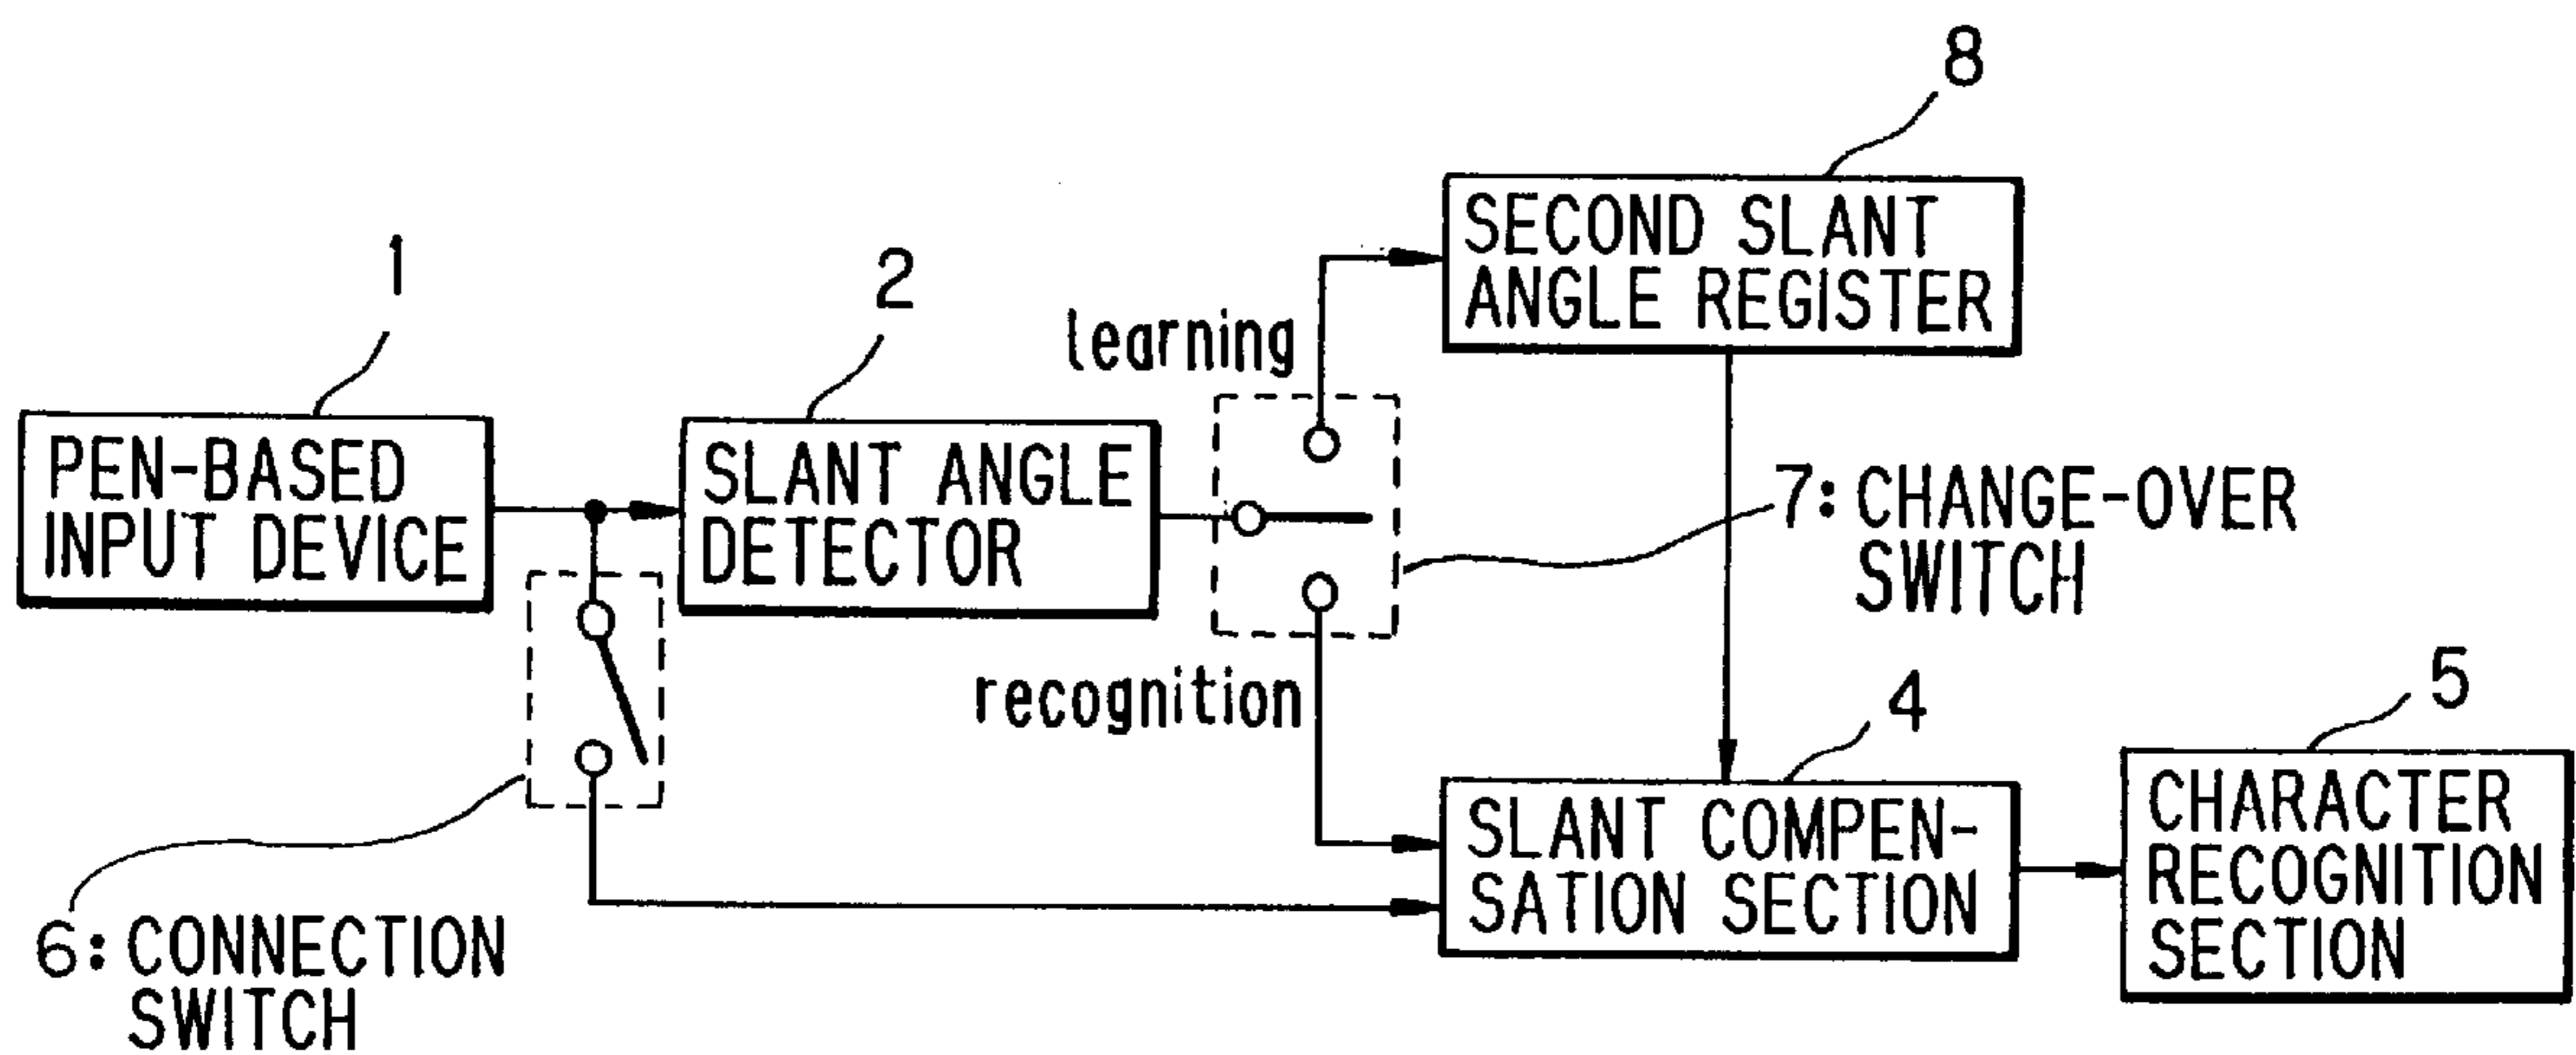 8
SECOND SLANT
ANGLE REGISTER
1
2
learning
PEN-BASED
INPUT DEVICE
SLANT ANGLE
DETECTOR
7: CHANGE-OVER
SWITCH
recognition
4
5
SLANT COMPEN-
SATION SECTION
CHARACTER
RECOGNITION
SECTION
6: CONNECTION
SWITCH